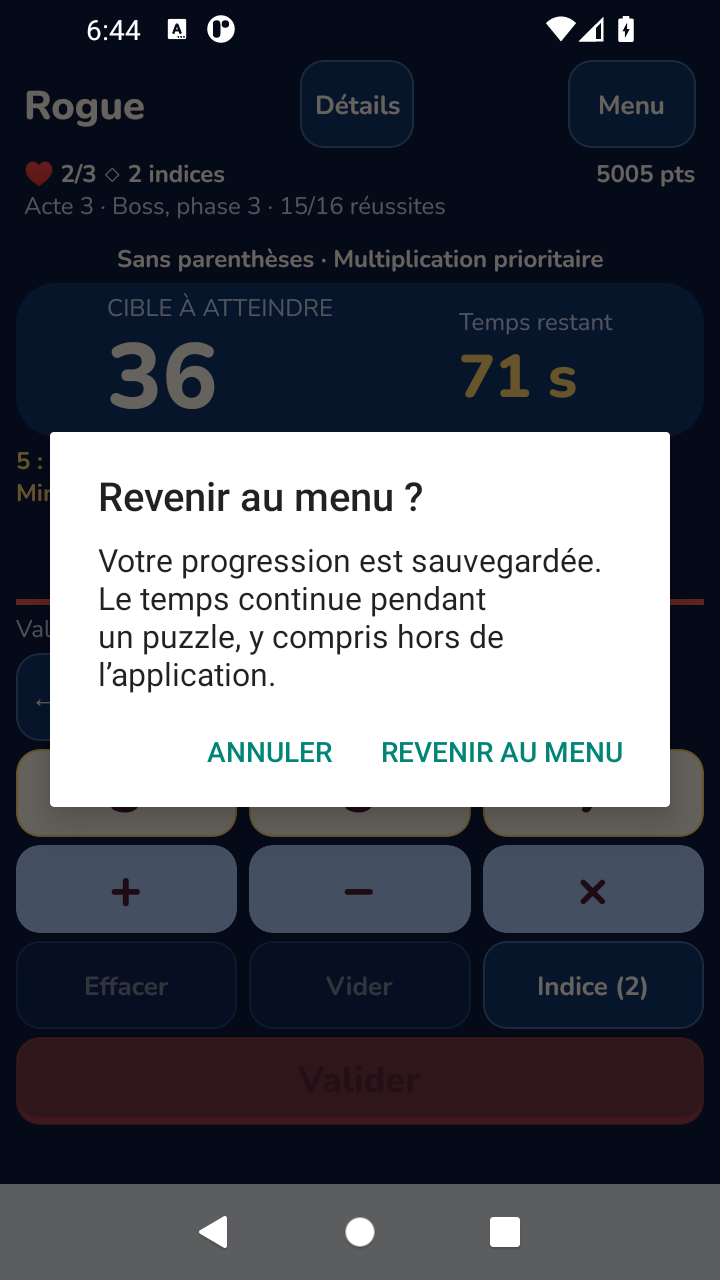 6:44
Rogue
Détails
Menu
2/3 ◇ 2 indices
5005 pts
Acte 3 · Boss, phase 3 · 15/16 réussites
Sans parenthèses · Multiplication prioritaire
CIBLE À ATTEINDRE
Temps restant
36
71 s
5 :
Revenir au menu ?
Votre progression est sauvegardée.
Le temps continue pendant
un puzzle, y compris hors de
l’application.
ANNULER
REVENIR AU MENU
+
−
×
Effacer
Vider
Indice (2)
Valider